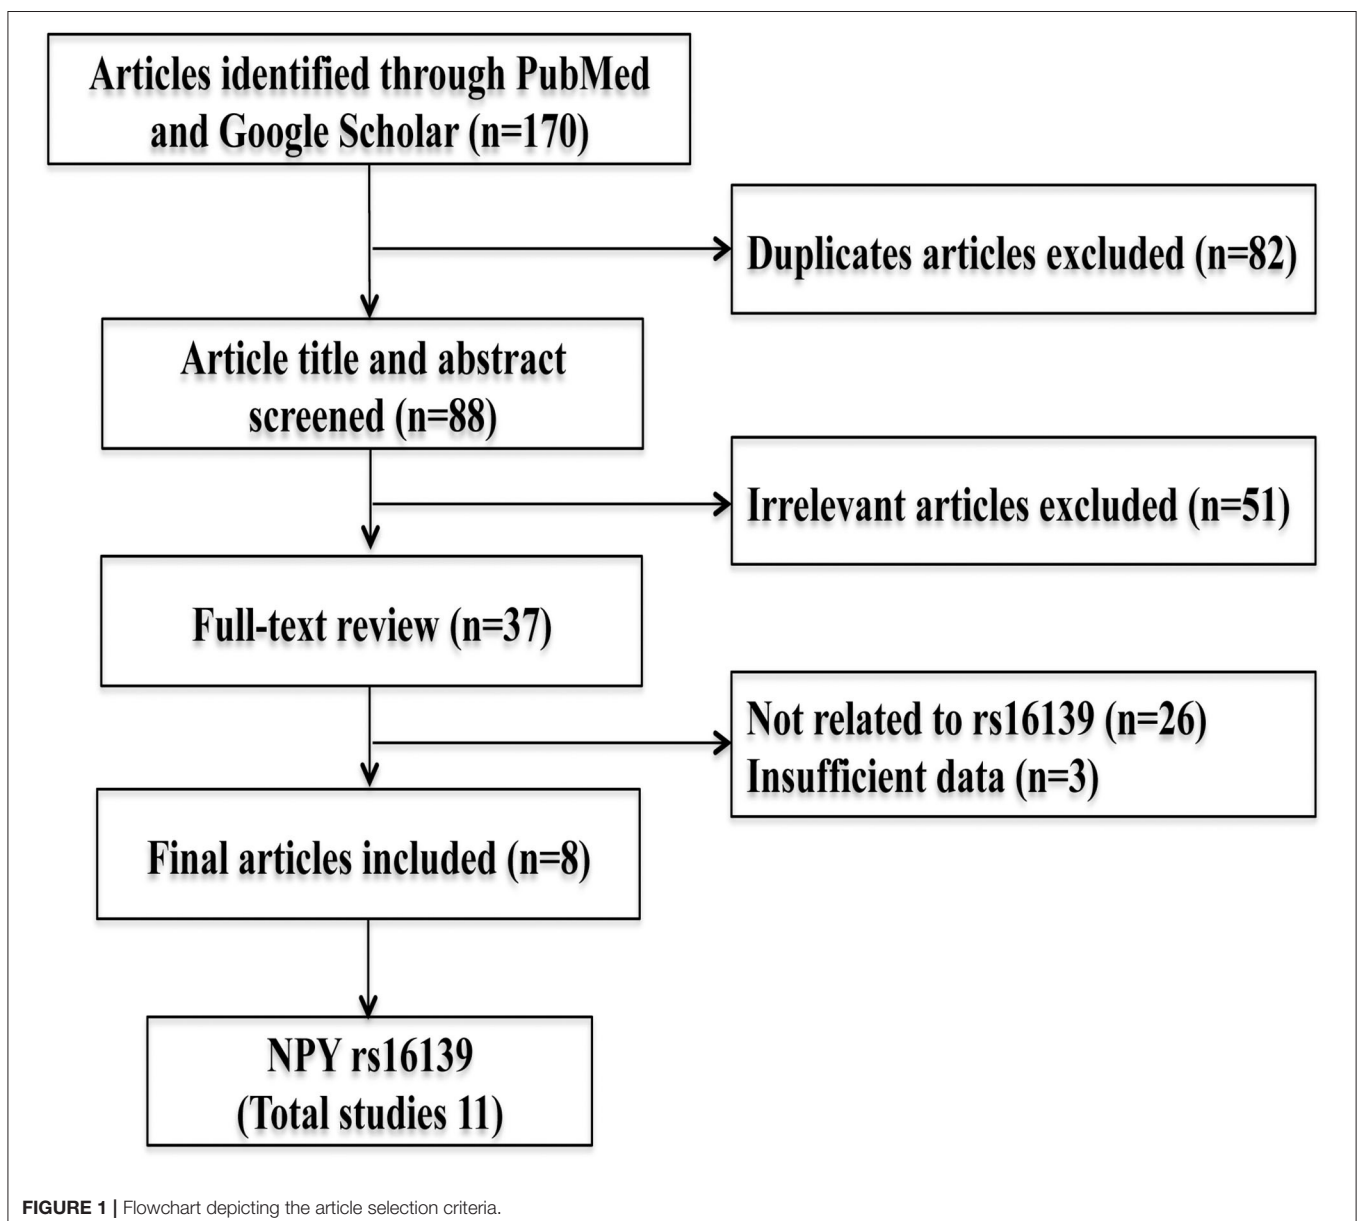 Articles identified through PubMed
and Google Scholar (n=170)
Duplicates articles excluded (n=82)
Article title and abstract
screened (n=88)
Irrelevant articles excluded (n=51)
Full-text review (n=37)
Not related to rs16139 (n=26)
Insufficient data (n=3)
Final articles included (n=8)
NPY rs16139
(Total studies 11)
FIGURE 1 | Flowchart depicting the article selection criteria.